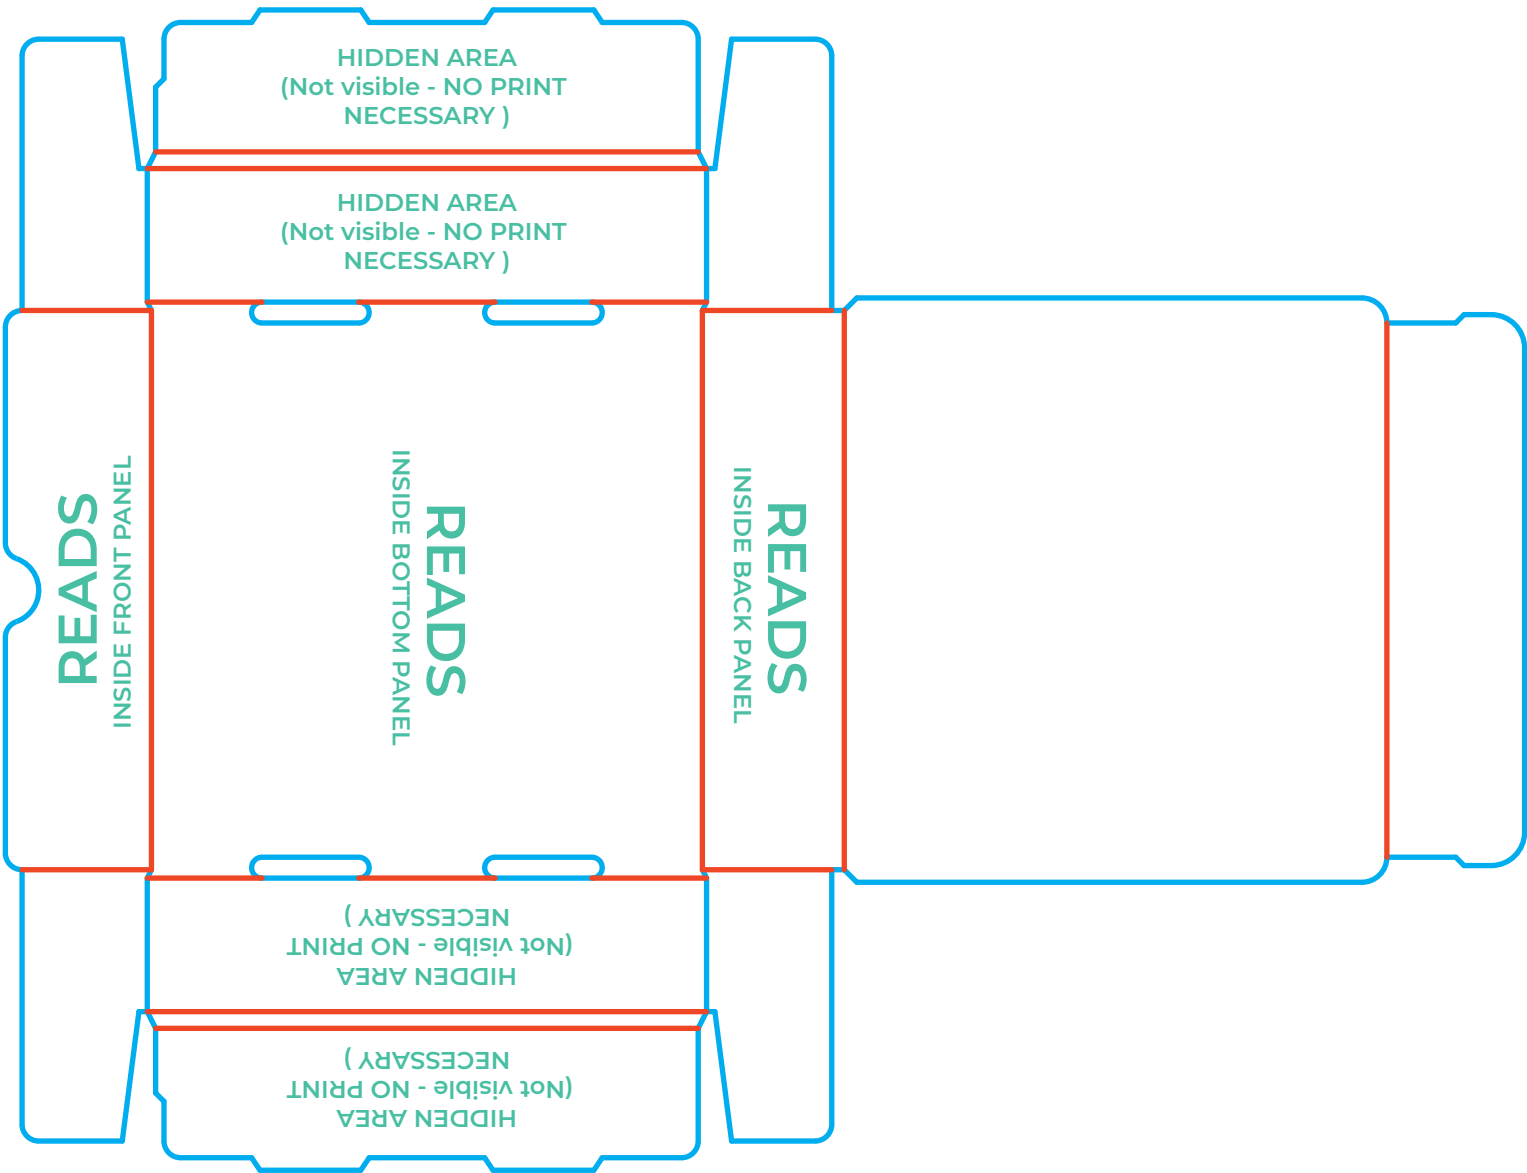 HIDDEN AREA
(Not visible - NO PRINT
NECESSARY )
HIDDEN AREA
(Not visible - NO PRINT
NECESSARY )
READS
INSIDE FRONT PANEL
READS
INSIDE BOTTOM PANEL
READS
INSIDE BACK PANEL
HIDDEN AREA
(Not visible - NO PRINT
NECESSARY )
HIDDEN AREA
(Not visible - NO PRINT
NECESSARY )